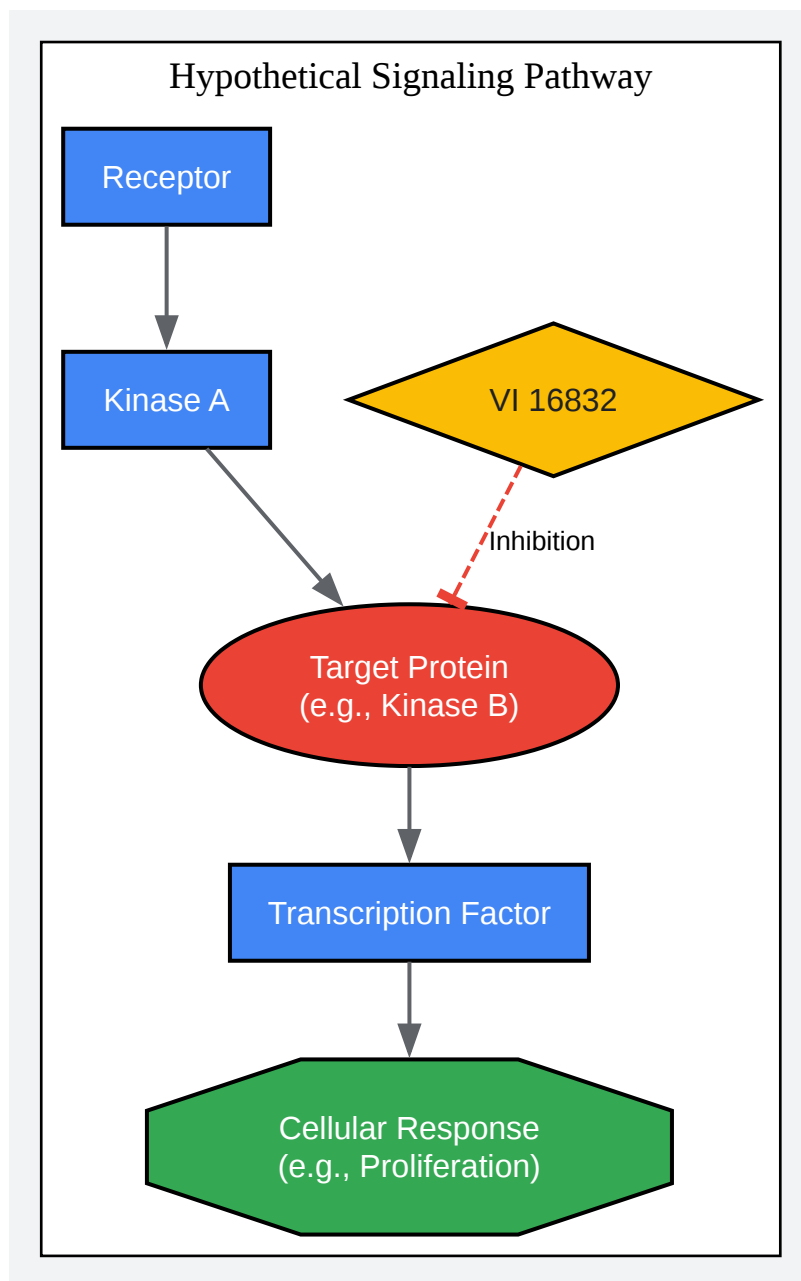 Hypothetical Signaling Pathway
Receptor
Kinase A
VI 16832
Inhibition
Target Protein
(e.g., Kinase B)
Transcription Factor
Cellular Response
(e.g., Proliferation)